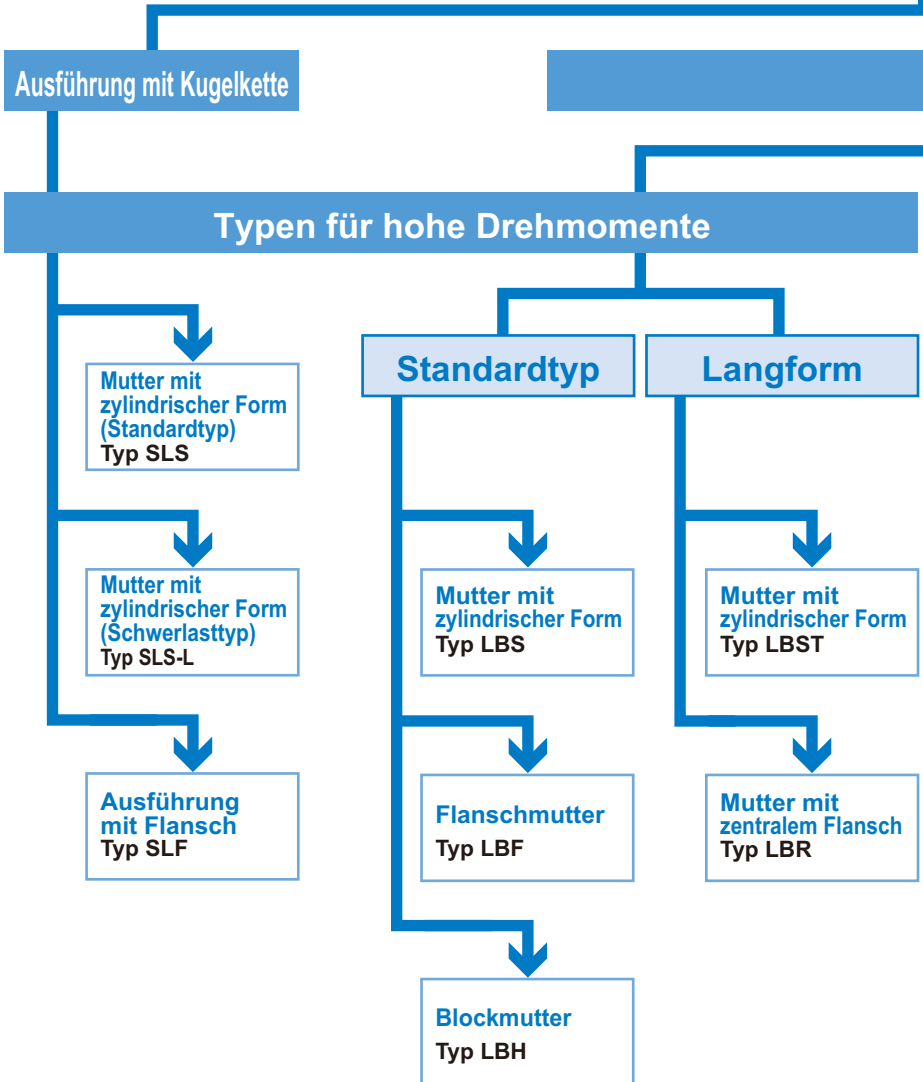 Ausführung mit Kugelkette
Typen für hohe Drehmomente
Mutter mit
zylindrischer Form
(Standardtyp)
Typ SLS
Mutter mit
zylindrischer Form
(Schwerlasttyp)
Typ SLS-L
Ausführung
mit Flansch
Typ SLF
Standardtyp
Mutter mit
zylindrischer Form
Typ LBS
Flanschmutter
Typ LBF
Blockmutter
Typ LBH
Langform
Mutter mit
zylindrischer Form
Typ LBST
Mutter mit
zentralem Flansch
Typ LBR